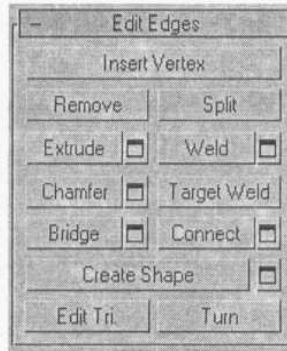 - Edit Edges
Insert Vertex
Remove Split
Extrude Weld
Chamfer Target Weld
Bridge Connect
Create Shape
Edit Tri. Turn